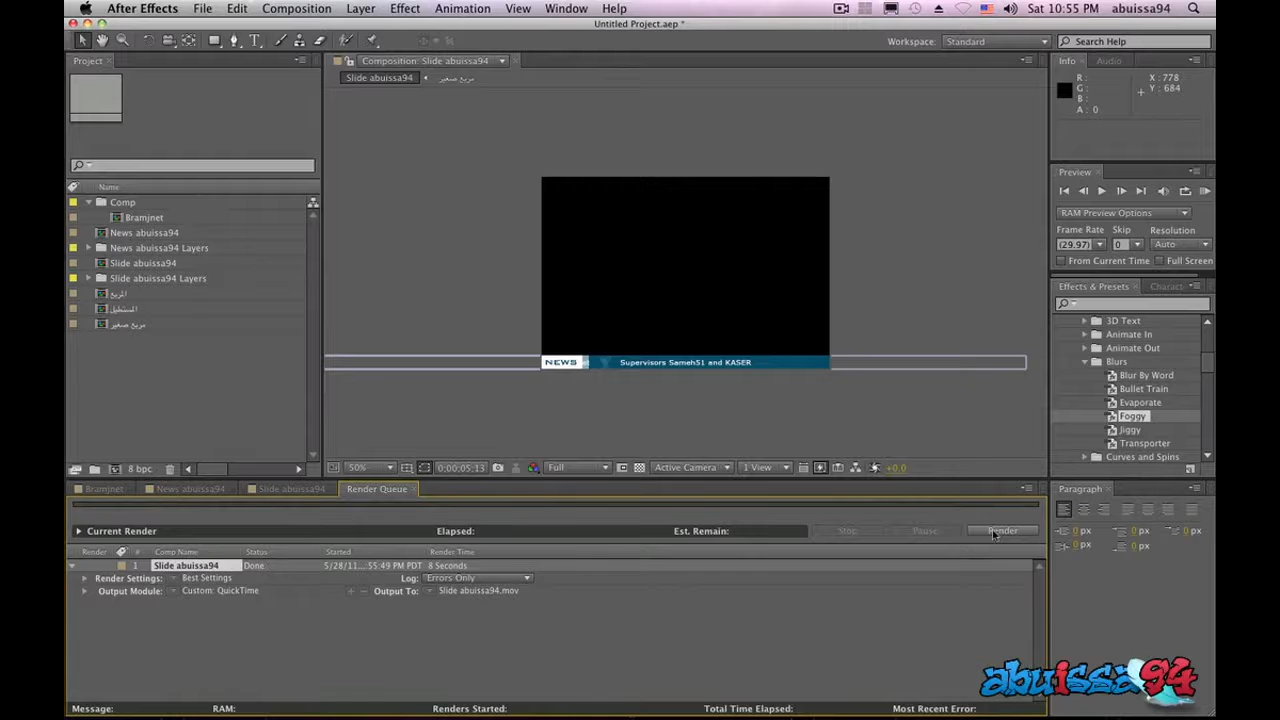 After Effects File Edit Composition Layer Effect Animation View Window Help Sat 10:55 PM abuissa94
Untitled Project.aep *
Workspace: Standard Search Help
Project Composition: Slide abuissa94 Info Audio
Slide abuissa94 مربع صغير
R :
G :
B :
A : 0
X : 778
Y : 684
Preview
RAM Preview Options
Frame Rate Skip Resolution
(29.97) 0 Auto
From Current Time Full Screen
Name
Comp
Bramjnet
News abuissa94
News abuissa94 Layers
Slide abuissa94
Slide abuissa94 Layers
المربع
المستطيل
مربع صغير
8 bpc
NEWS Supervisors Sameh51 and KASER
50% 0:00:05:13 Full Active Camera 1 View +0.0
Effects & Presets Charact
3D Text
Animate In
Animate Out
Blurs
Blur By Word
Bullet Train
Evaporate
Foggy
Jiggy
Transporter
Curves and Spins
Bramjnet News abuissa94 Slide abuissa94 Render Queue
Current Render Elapsed: Est. Remain: Stop Pause Render
Render # Comp Name Status Started Render Time
1 Slide abuissa94 Done 5/28/11...:55:49 PM PDT 8 Seconds
Render Settings: Best Settings Log: Errors Only
Output Module: Custom: QuickTime Output To: Slide abuissa94.mov
Message: RAM: Renders Started: Total Time Elapsed: Most Recent Error:
Paragraph
0 px 0 px 0 px
0 px 0 px
abuissa94